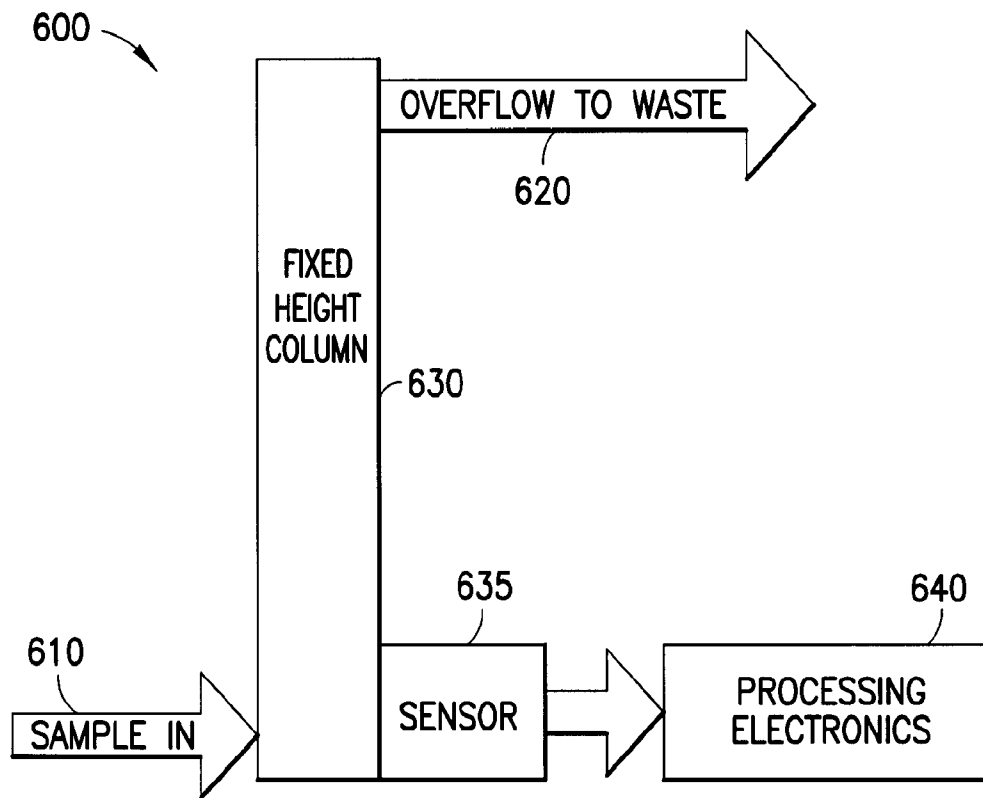 600
OVERFLOW TO WASTE
620
FIXED
HEIGHT
COLUMN
630
635
640
610
SAMPLE IN
SENSOR
PROCESSING
ELECTRONICS